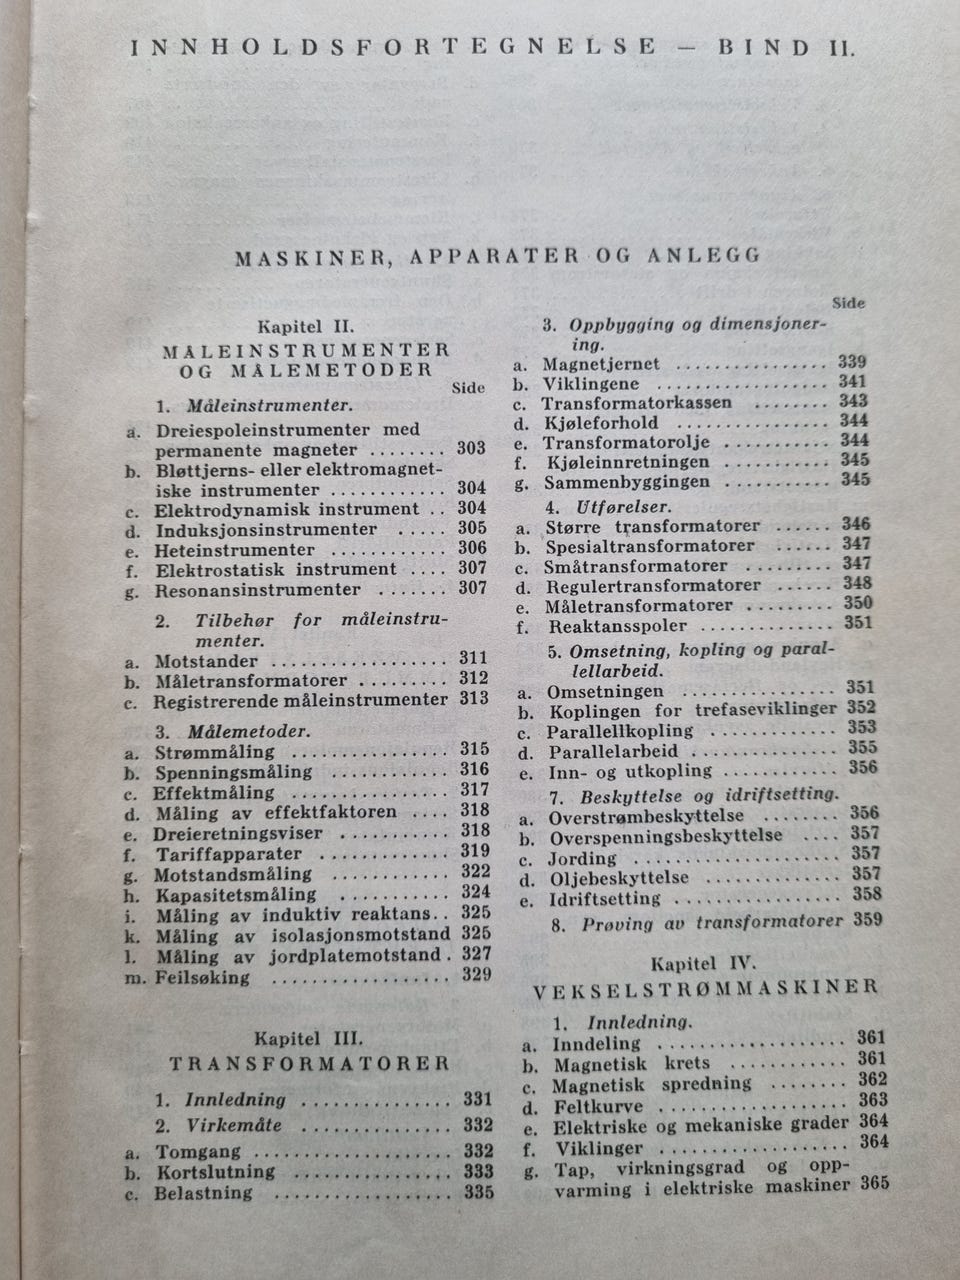 INNHOLDSFORTEGNELSE — BIND II.
MASKINER, APPARATER OG ANLEGG
Kapitel II.
MÅLEINSTRUMENTER
OG MÅLEMETODER
Side
1. Måleinstrumenter.
a. Dreiespoleinstrumenter med
permanente magneter ........ 303
b. Bløttjerns- eller elektromagnet-
iske instrumenter ............ 304
c. Elektrodynamisk instrument .. 304
d. Induksjonsinstrumenter ..... 305
e. Heteinstrumenter ............ 306
f. Elektrostatisk instrument .... 307
g. Resonansinstrumenter ....... 307
2. Tilbehør for måleinstru-
menter.
a. Motstander .................. 311
b. Måletransformatorer ......... 312
c. Registrerende måleinstrumenter 313
3. Målemetoder.
a. Strømmåling ................ 315
b. Spenningsmåling ............ 316
c. Effektmåling ................ 317
d. Måling av effektfaktoren .... 318
e. Dreieretningsviser ........... 318
f. Tariffapparater ............. 319
g. Motstandsmåling ............ 322
h. Kapasitetsmåling ........... 324
i. Måling av induktiv reaktans.. 325
k. Måling av isolasjonsmotstand 325
l. Måling av jordplatemotstand . 327
m. Feilsøking .................. 329
Kapitel III.
TRANSFORMATORER
1. Innledning ............... 331
2. Virkemåte ............... 332
a. Tomgang .................... 332
b. Kortslutning ................ 333
c. Belastning .................. 335
Side
3. Oppbygging og dimensjoner-
ing.
a. Magnetjernet ................ 339
b. Viklingene .................. 341
c. Transformatorkassen ........ 343
d. Kjøleforhold ................ 344
e. Transformatorolje ........... 344
f. Kjøleinnretningen ........... 345
g. Sammenbyggingen ........... 345
4. Utførelser.
a. Større transformatorer ...... 346
b. Spesialtransformatorer ...... 347
c. Småtransformatorer ......... 347
d. Regulertransformatorer ...... 348
e. Måletransformatorer ......... 350
f. Reaktansspoler .............. 351
5. Omsetning, kopling og paral-
lellarbeid.
a. Omsetningen ................ 351
b. Koplingen for trefaseviklinger 352
c. Parallellkopling ............. 353
d. Parallelarbeid ............... 355
e. Inn- og utkopling ............ 356
7. Beskyttelse og idriftsetting.
a. Overstrømbeskyttelse ........ 356
b. Overspenningsbeskyttelse .... 357
c. Jording ..................... 357
d. Oljebeskyttelse .............. 357
e. Idriftsetting ................. 358
8. Prøving av transformatorer 359
Kapitel IV.
VEKSELSTRØMMASKINER
1. Innledning.
a. Inndeling ................... 361
b. Magnetisk krets ............ 361
c. Magnetisk spredning ........ 362
d. Feltkurve ................... 363
e. Elektriske og mekaniske grader 364
f. Viklinger ................... 364
g. Tap, virkningsgrad og opp-
varming i elektriske maskiner 365